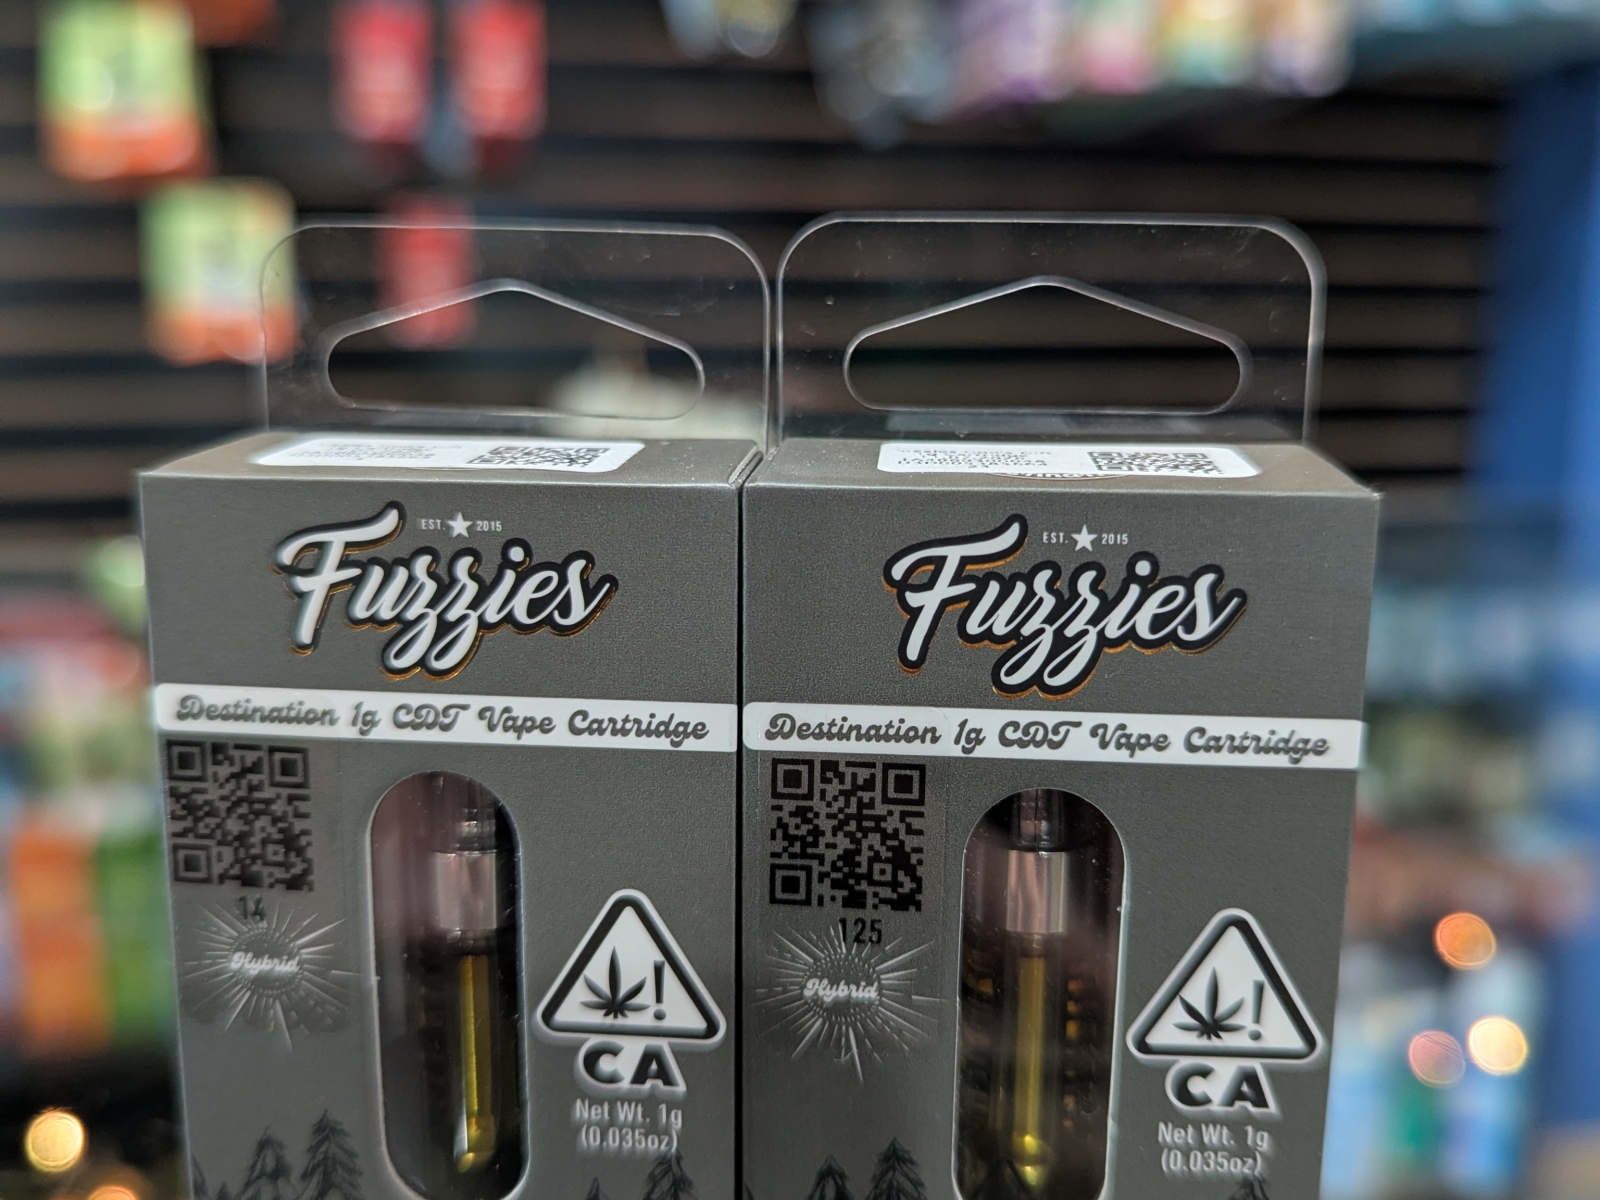 EST. 2015
Fuzzies
Destination 1g CDT Vape Cartridge
14
Hybrid
CA
Net Wt. 1g
(0.035oz)
EST. 2015
Fuzzies
Destination 1g CDT Vape Cartridge
125
Hybrid
CA
Net Wt. 1g
(0.035oz)